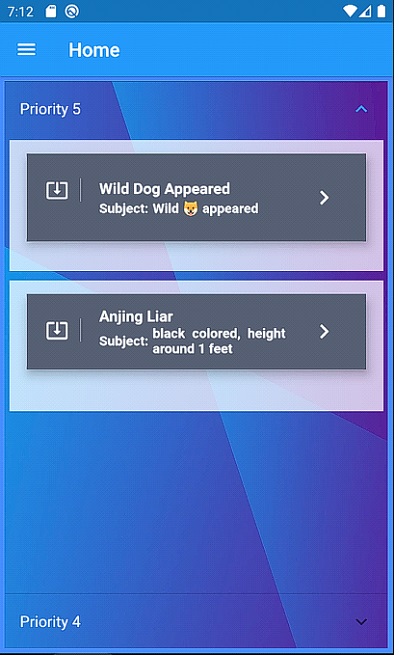 7:12
Home
Priority 5
Wild Dog Appeared
Subject: Wild 🐺 appeared
Anjing Liar
Subject: black colored, height
around 1 feet
Priority 4